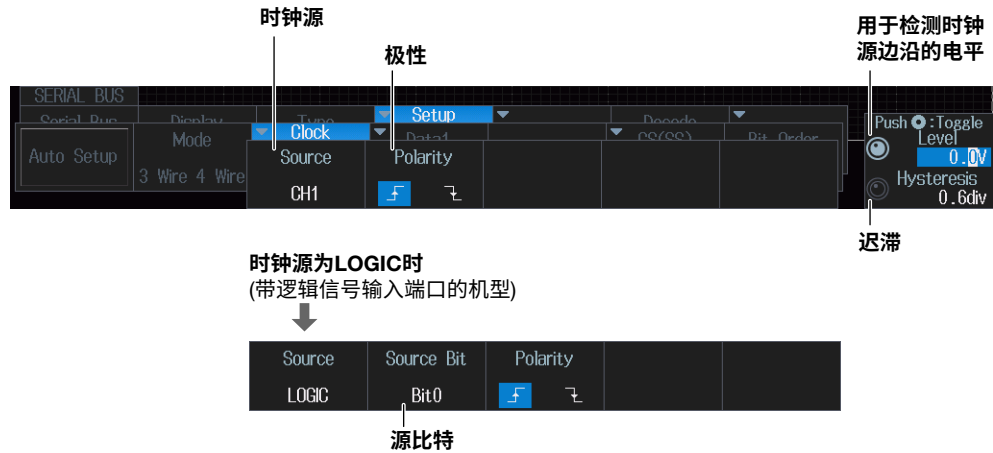 时钟源
极性
用于检测时钟
源边沿的电平
SERIAL BUS
Serial Bus Display Type Setup Decode
Mode Clock Data1 CS(SS) Bit Order
Auto Setup
3 Wire 4 Wire
Source Polarity
CH1
Push :Toggle
Level
0.0V
Hysteresis
0.6div
迟滞
时钟源为LOGIC时
(带逻辑信号输入端口的机型)
Source Source Bit Polarity
LOGIC Bit0
源比特